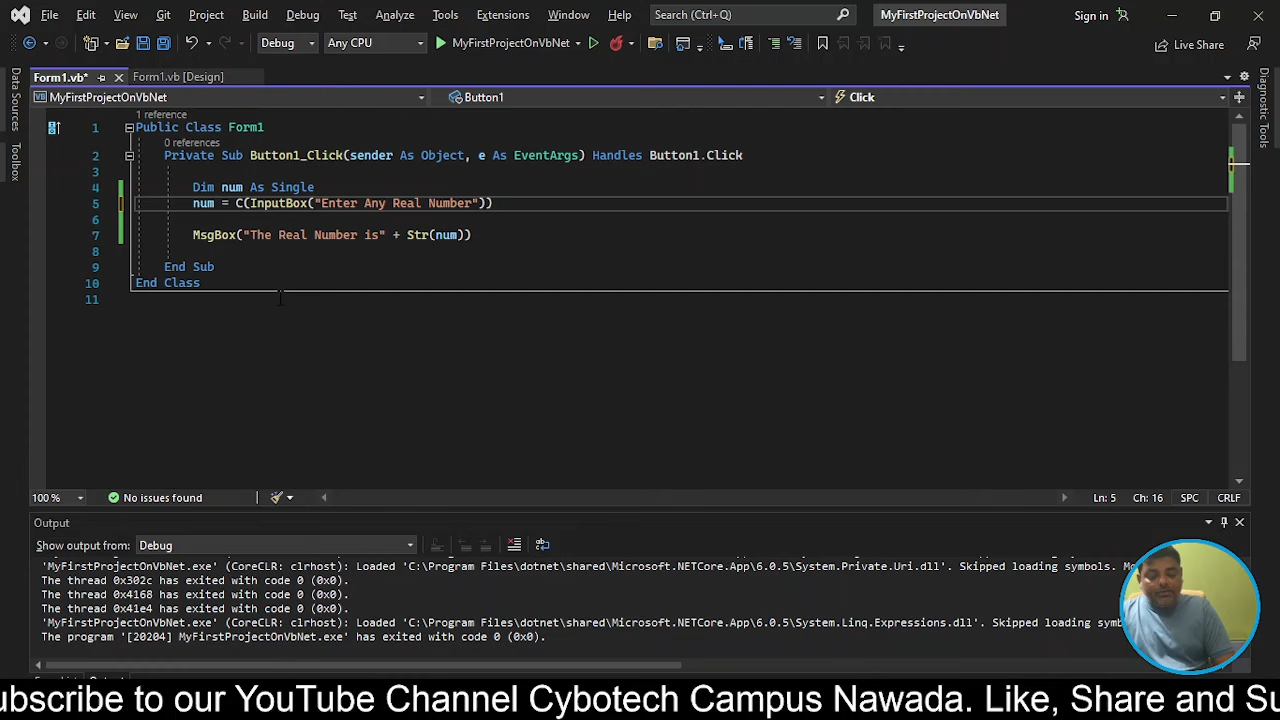 File Edit View Git Project Build Debug Test Analyze Tools Extensions Window Help Search (Ctrl+Q) MyFirstProjectOnVbNet Sign in
Debug Any CPU MyFirstProjectOnVbNet Live Share
Form1.vb* Form1.vb [Design]
MyFirstProjectOnVbNet Button1 Click
Data Sources
Toolbox
Diagnostic Tools
1 reference
1 Public Class Form1
0 references
2 Private Sub Button1_Click(sender As Object, e As EventArgs) Handles Button1.Click
3
4 Dim num As Single
5 num = C(InputBox("Enter Any Real Number"))
6
7 MsgBox("The Real Number is" + Str(num))
8
9 End Sub
10 End Class
11
100 % No issues found Ln: 5 Ch: 16 SPC CRLF
Output
Show output from: Debug
'MyFirstProjectOnVbNet.exe' (CoreCLR: clrhost): Loaded 'C:\Program Files\dotnet\shared\Microsoft.NETCore.App\6.0.5\System.Private.Uri.dll'. Skipped loading symbols. Mo
The thread 0x302c has exited with code 0 (0x0).
The thread 0x4168 has exited with code 0 (0x0).
The thread 0x41e4 has exited with code 0 (0x0).
'MyFirstProjectOnVbNet.exe' (CoreCLR: clrhost): Loaded 'C:\Program Files\dotnet\shared\Microsoft.NETCore.App\6.0.5\System.Linq.Expressions.dll'. Skipped loading symb
The program '[20204] MyFirstProjectOnVbNet.exe' has exited with code 0 (0x0).
ubscribe to our YouTube Channel Cybotech Campus Nawada. Like, Share and Su